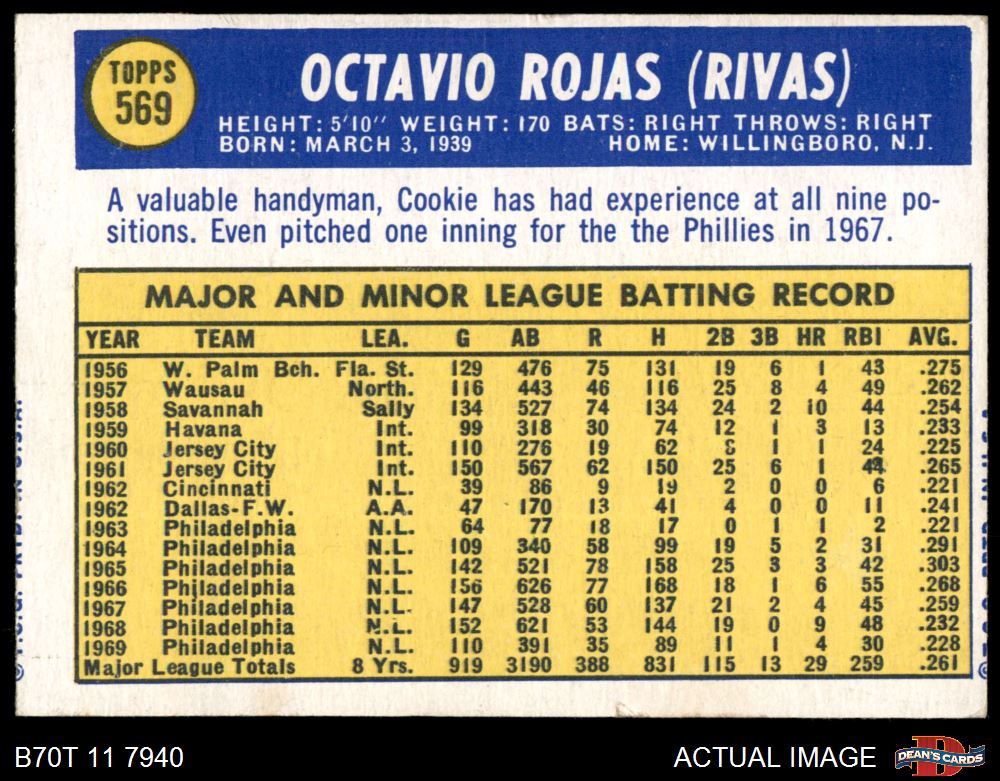 TOPPS
569
OCTAVIO ROJAS (RIVAS)
HEIGHT: 5'10" WEIGHT: 170 BATS: RIGHT THROWS: RIGHT
BORN: MARCH 3, 1939 HOME: WILLINGBORO, N.J.
A valuable handyman, Cookie has had experience at all nine po-
sitions. Even pitched one inning for the the Phillies in 1967.
MAJOR AND MINOR LEAGUE BATTING RECORD
YEAR TEAM LEA. G AB R H 2B 3B HR RBI AVG.
1956 W. Palm Bch. Fla. St. 129 476 75 131 19 6 1 43 .275
1957 Wausau North. 116 443 46 116 25 8 4 49 .262
1958 Savannah Sally 134 527 74 134 24 2 10 44 .254
1959 Havana Int. 99 318 30 74 12 1 3 13 .233
1960 Jersey City Int. 110 276 19 62 8 1 1 24 .225
1961 Jersey City Int. 150 567 62 150 25 6 1 44 .265
1962 Cincinnati N.L. 39 86 9 19 2 0 0 6 .221
1962 Dallas-F.W. A.A. 47 170 13 41 4 0 0 11 .241
1963 Philadelphia N.L. 64 77 18 17 0 1 1 2 .221
1964 Philadelphia N.L. 109 340 58 99 19 5 2 31 .291
1965 Philadelphia N.L. 142 521 78 158 25 3 3 42 .303
1966 Philadelphia N.L. 156 626 77 168 18 1 6 55 .268
1967 Philadelphia N.L. 147 528 60 137 21 2 4 45 .259
1968 Philadelphia N.L. 152 621 53 144 19 0 9 48 .232
1969 Philadelphia N.L. 110 391 35 89 11 1 4 30 .228
Major League Totals 8 Yrs. 919 3190 388 831 115 13 29 259 .261
B70T 11 7940
ACTUAL IMAGE
DEAN'S CARDS